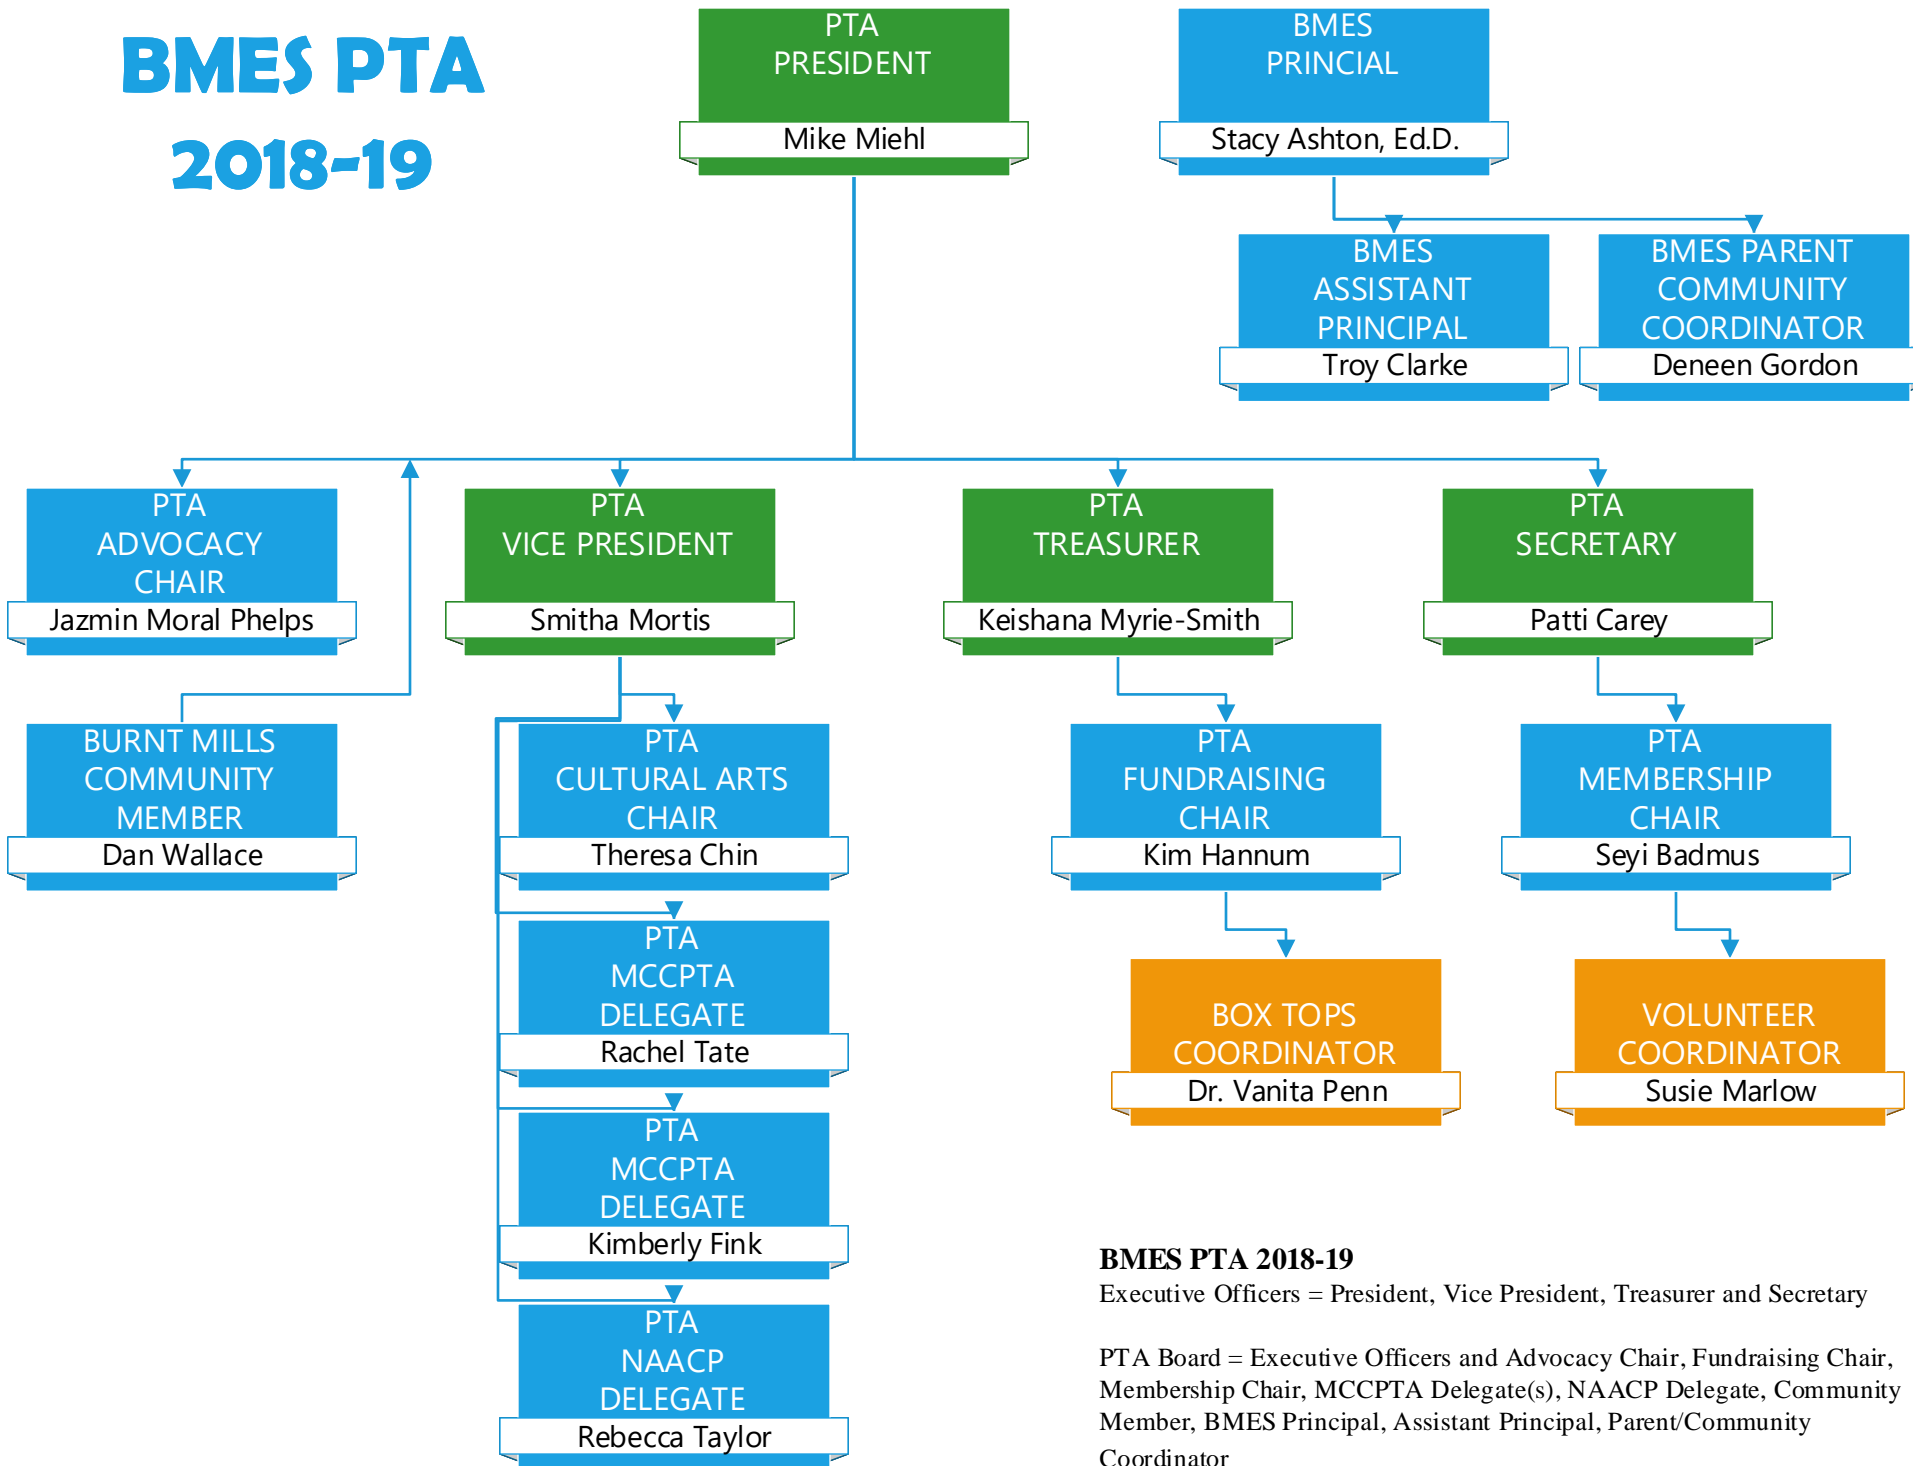 BMES PTA
2018-19
PTA
PRESIDENT
Mike Miehl
BMES
PRINCIAL
Stacy Ashton, Ed.D.
BMES
ASSISTANT
PRINCIPAL
Troy Clarke
BMES PARENT
COMMUNITY
COORDINATOR
Deneen Gordon
PTA
ADVOCACY
CHAIR
Jazmin Moral Phelps
PTA
VICE PRESIDENT
Smitha Mortis
PTA
TREASURER
Keishana Myrie-Smith
PTA
SECRETARY
Patti Carey
BURNT MILLS
COMMUNITY
MEMBER
Dan Wallace
PTA
CULTURAL ARTS
CHAIR
Theresa Chin
PTA
FUNDRAISING
CHAIR
Kim Hannum
PTA
MEMBERSHIP
CHAIR
Seyi Badmus
PTA
MCCPTA
DELEGATE
Rachel Tate
BOX TOPS
COORDINATOR
Dr. Vanita Penn
VOLUNTEER
COORDINATOR
Susie Marlow
PTA
MCCPTA
DELEGATE
Kimberly Fink
PTA
NAACP
DELEGATE
Rebecca Taylor
BMES PTA 2018-19
Executive Officers = President, Vice President, Treasurer and Secretary
PTA Board = Executive Officers and Advocacy Chair, Fundraising Chair,
Membership Chair, MCCPTA Delegate(s), NAACP Delegate, Community
Member, BMES Principal, Assistant Principal, Parent/Community
Coordinator